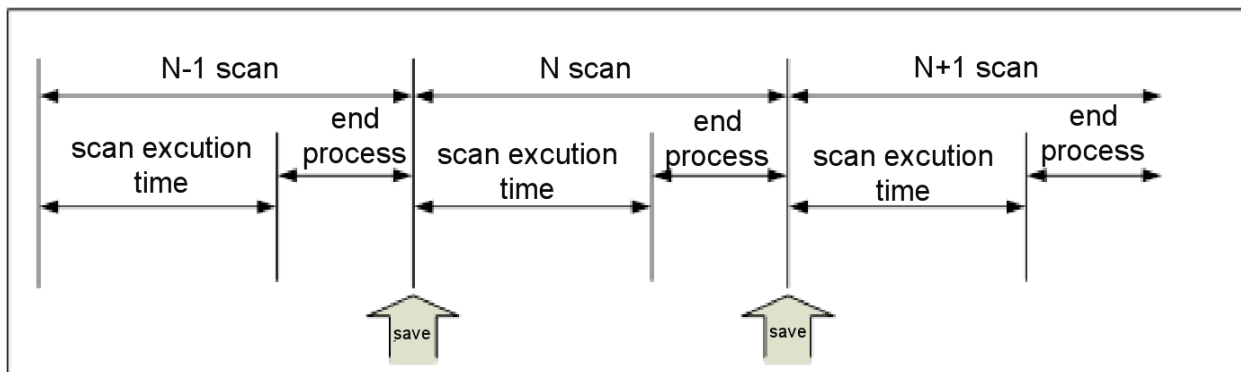 N-1 scan
N scan
N+1 scan
scan excution
time
end
process
scan excution
time
end
process
scan excution
time
end
process
save
save